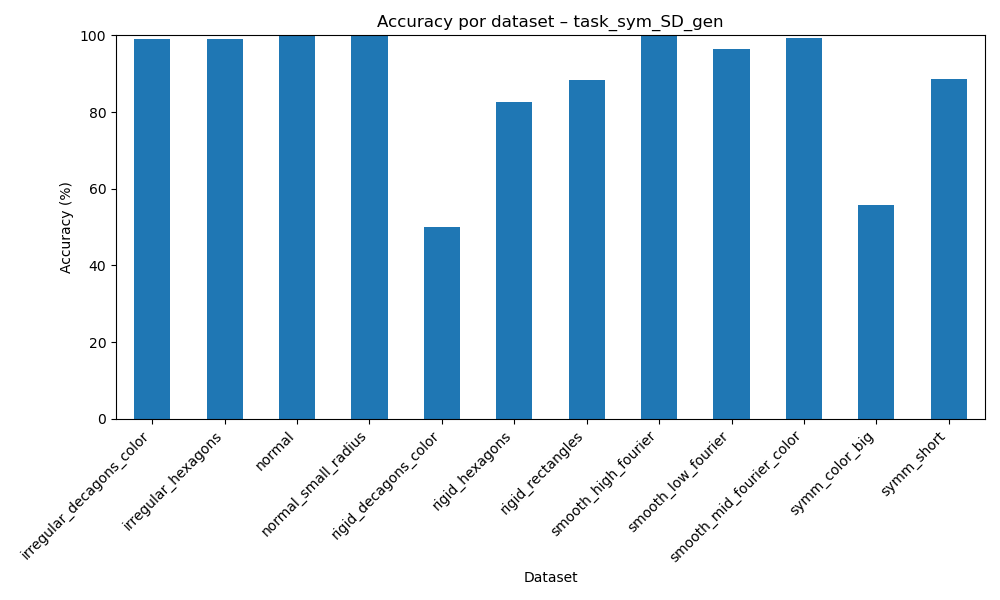 Accuracy por dataset – task_sym_SD_gen
Accuracy (%)
100
80
60
40
20
0
irregular_decagons_color
irregular_hexagons
normal
normal_small_radius
rigid_decagons_color
rigid_hexagons
rigid_rectangles
smooth_high_fourier
smooth_low_fourier
smooth_mid_fourier_color
symm_color_big
symm_short
Dataset